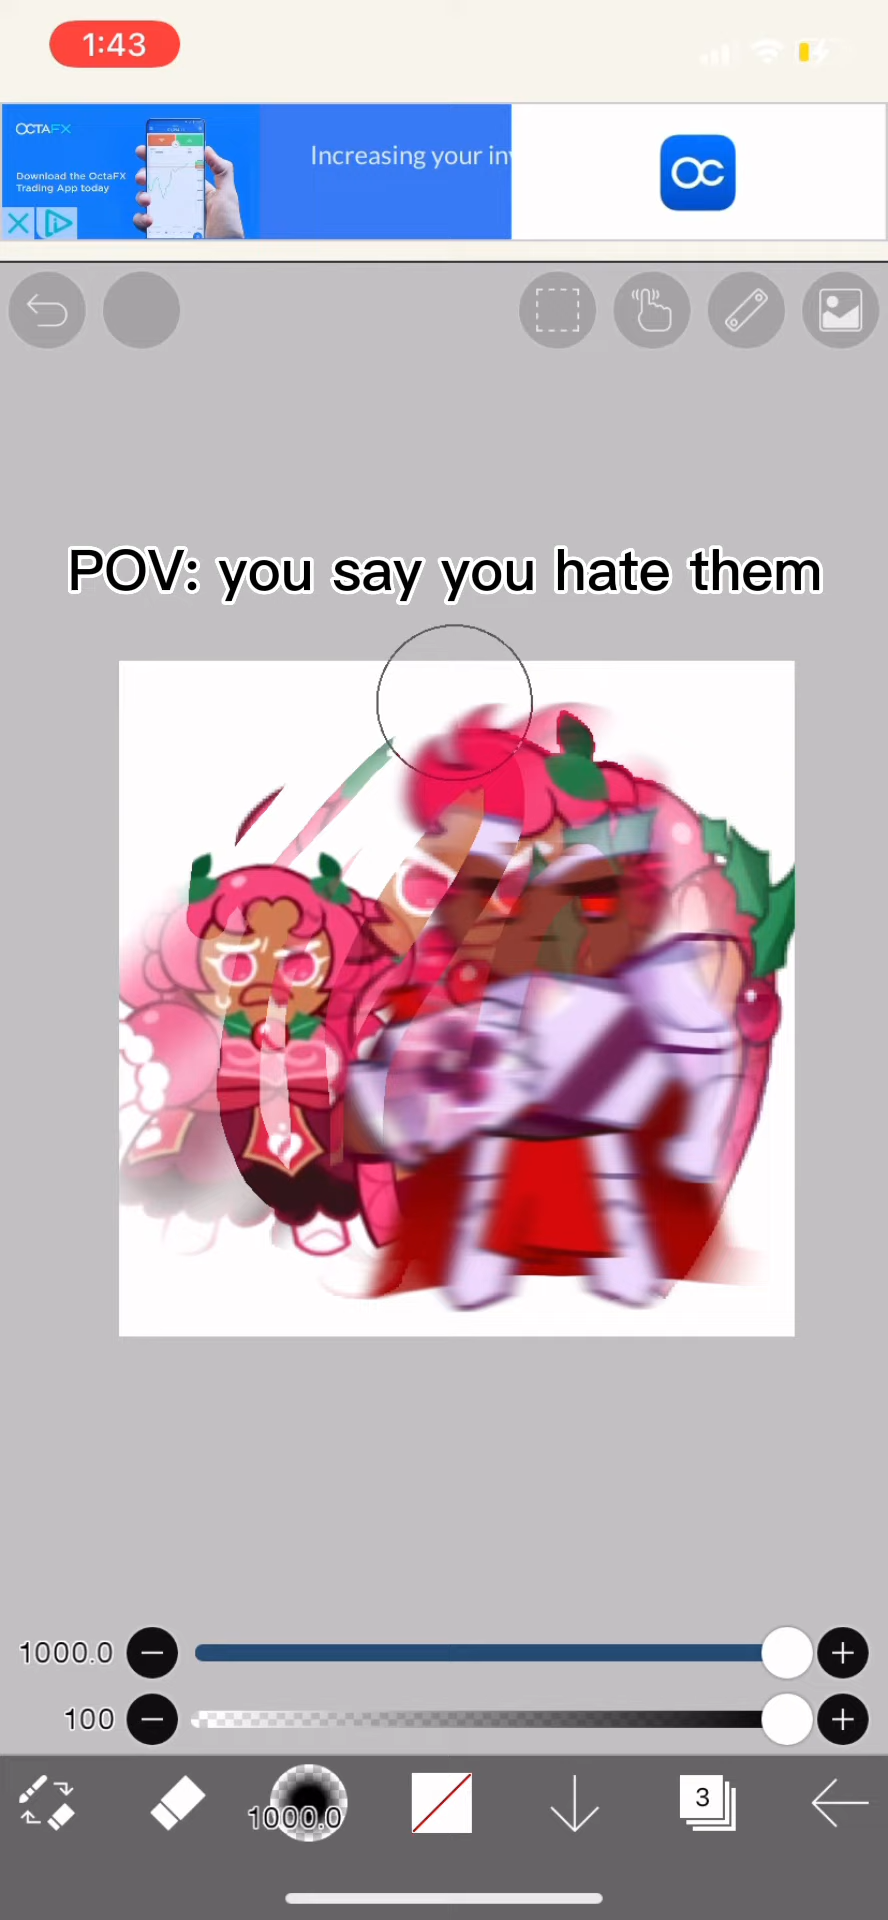 1:43
OCTAFX
Download the OctaFX
Trading App today
Increasing your inv
POV: you say you hate them
1000.0
100
1000.0
3